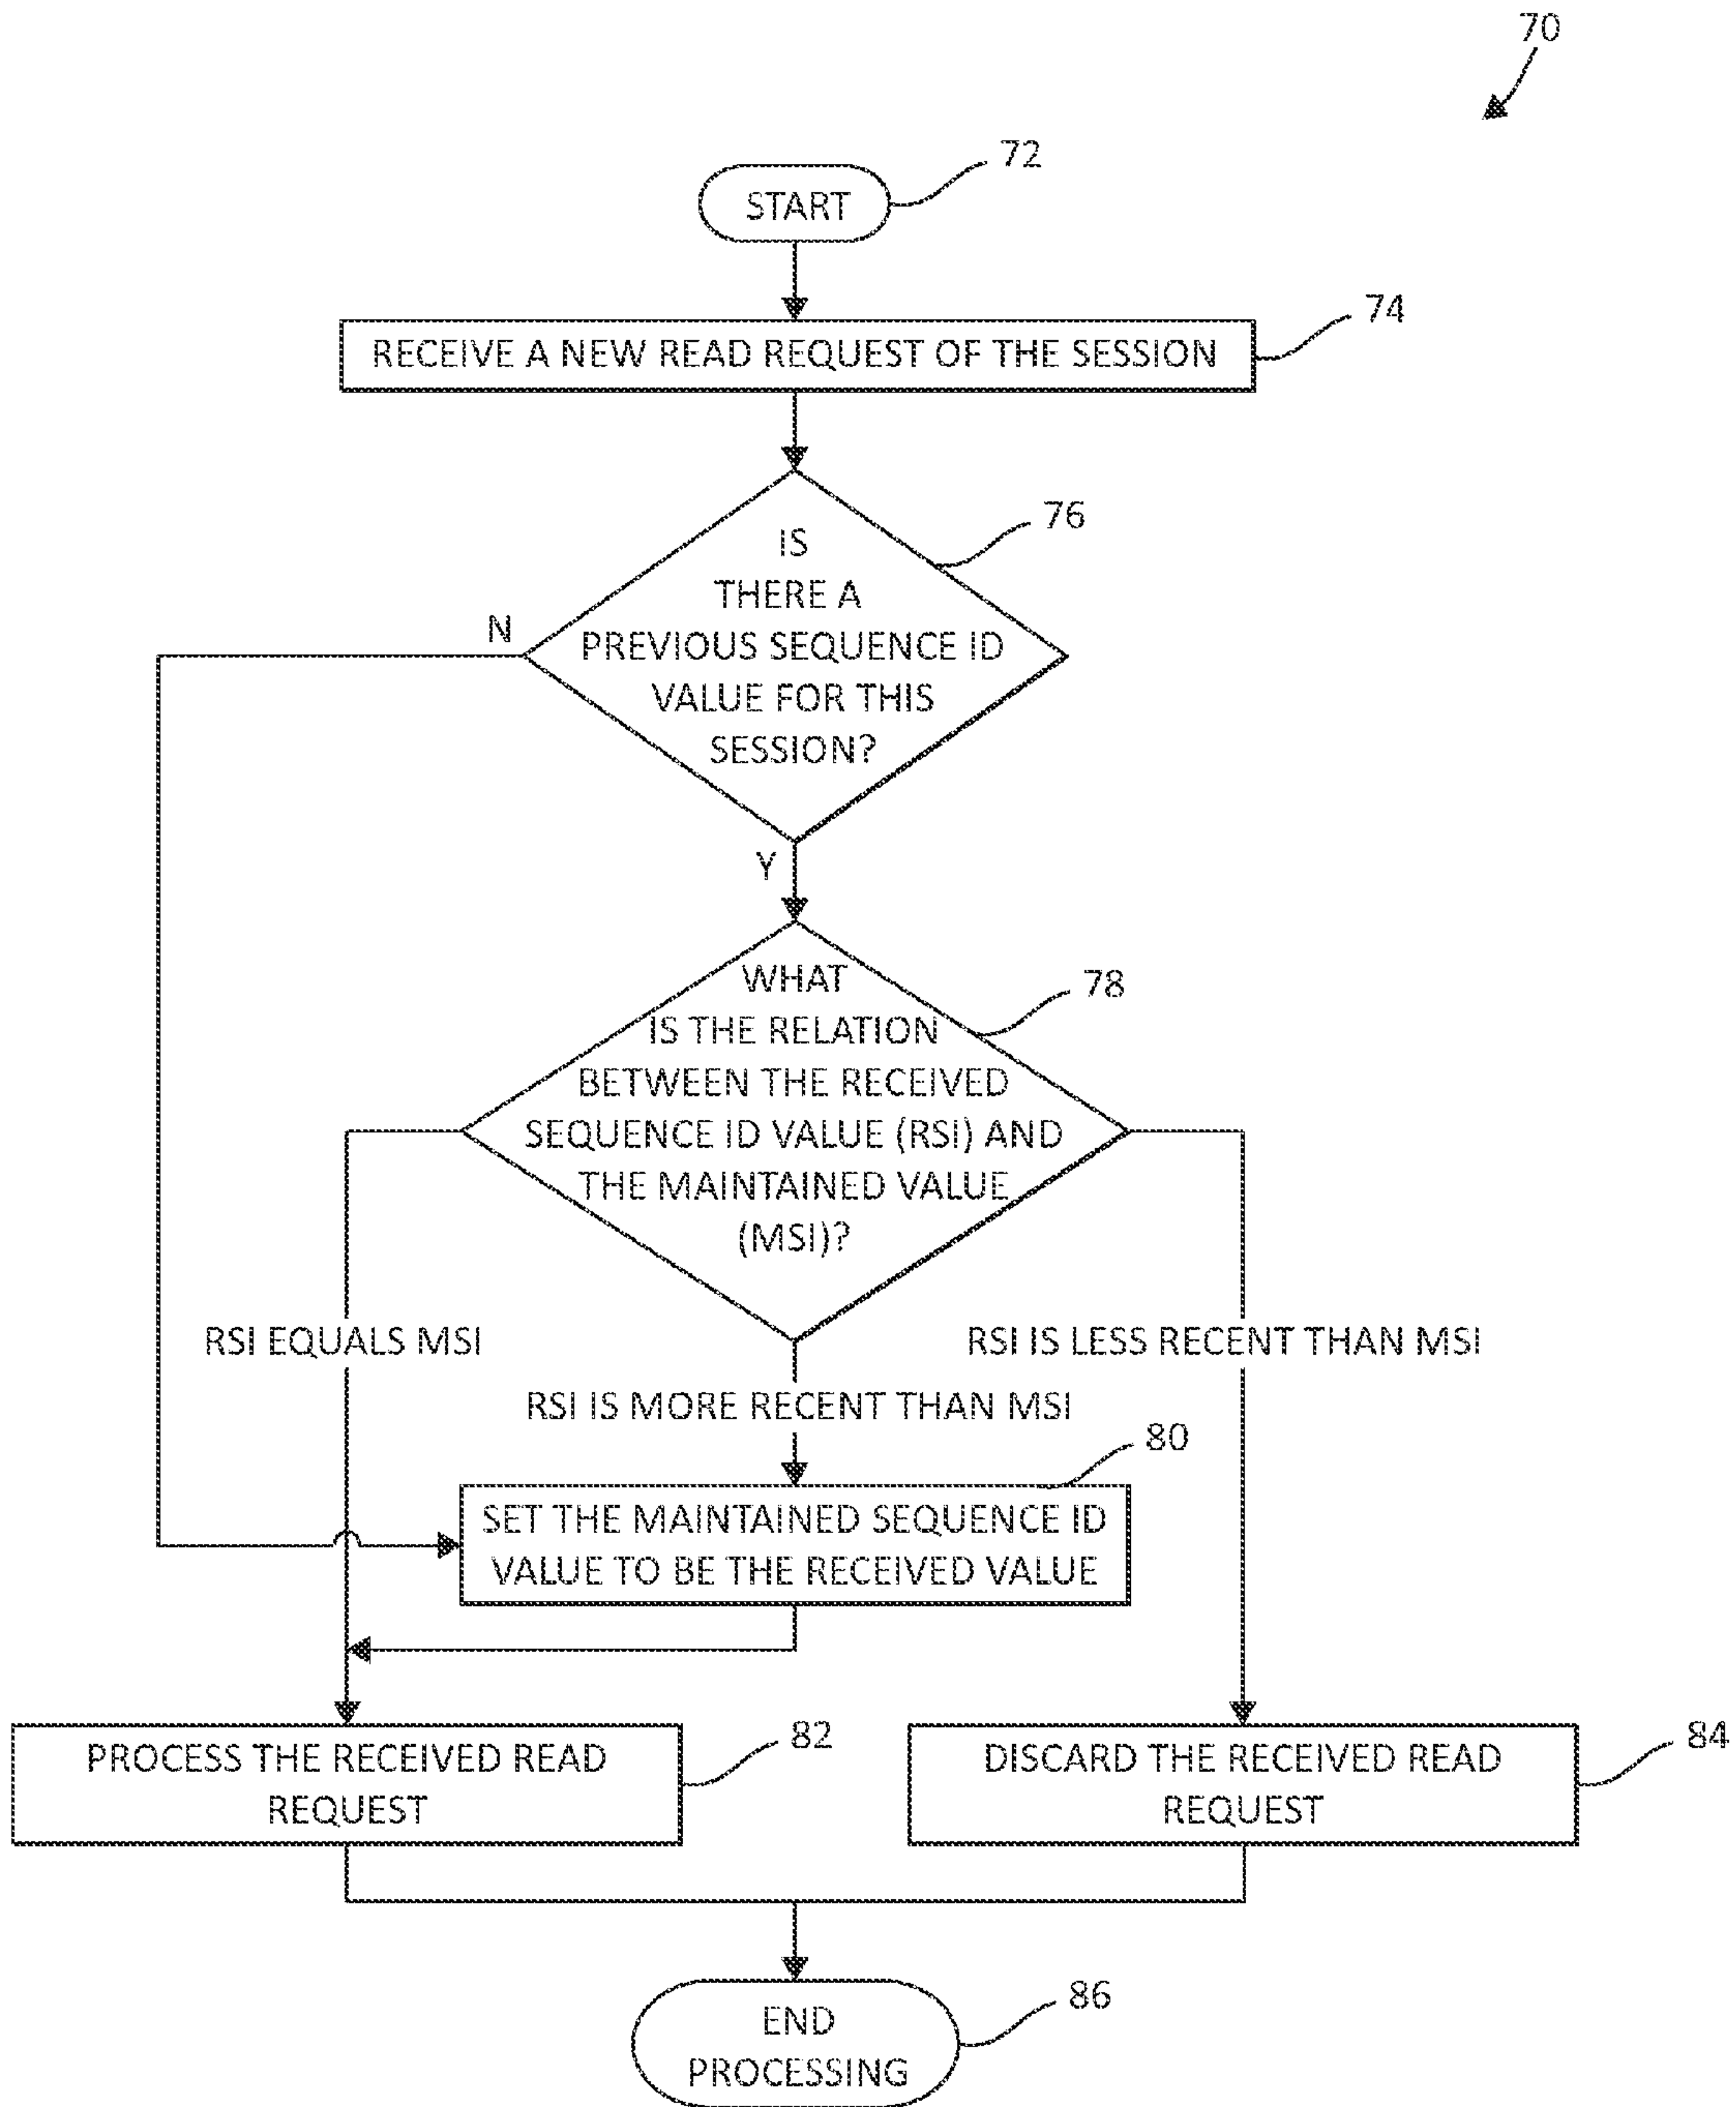 70
START
72
RECEIVE A NEW READ REQUEST OF THE SESSION
74
IS
THERE A
PREVIOUS SEQUENCE ID
VALUE FOR THIS
SESSION?
76
N
Y
WHAT
IS THE RELATION
BETWEEN THE RECEIVED
SEQUENCE ID VALUE (RSI) AND
THE MAINTAINED VALUE
(MSI)?
78
RSI EQUALS MSI
RSI IS LESS RECENT THAN MSI
RSI IS MORE RECENT THAN MSI
80
SET THE MAINTAINED SEQUENCE ID
VALUE TO BE THE RECEIVED VALUE
PROCESS THE RECEIVED READ
REQUEST
82
DISCARD THE RECEIVED READ
REQUEST
84
END
PROCESSING
86